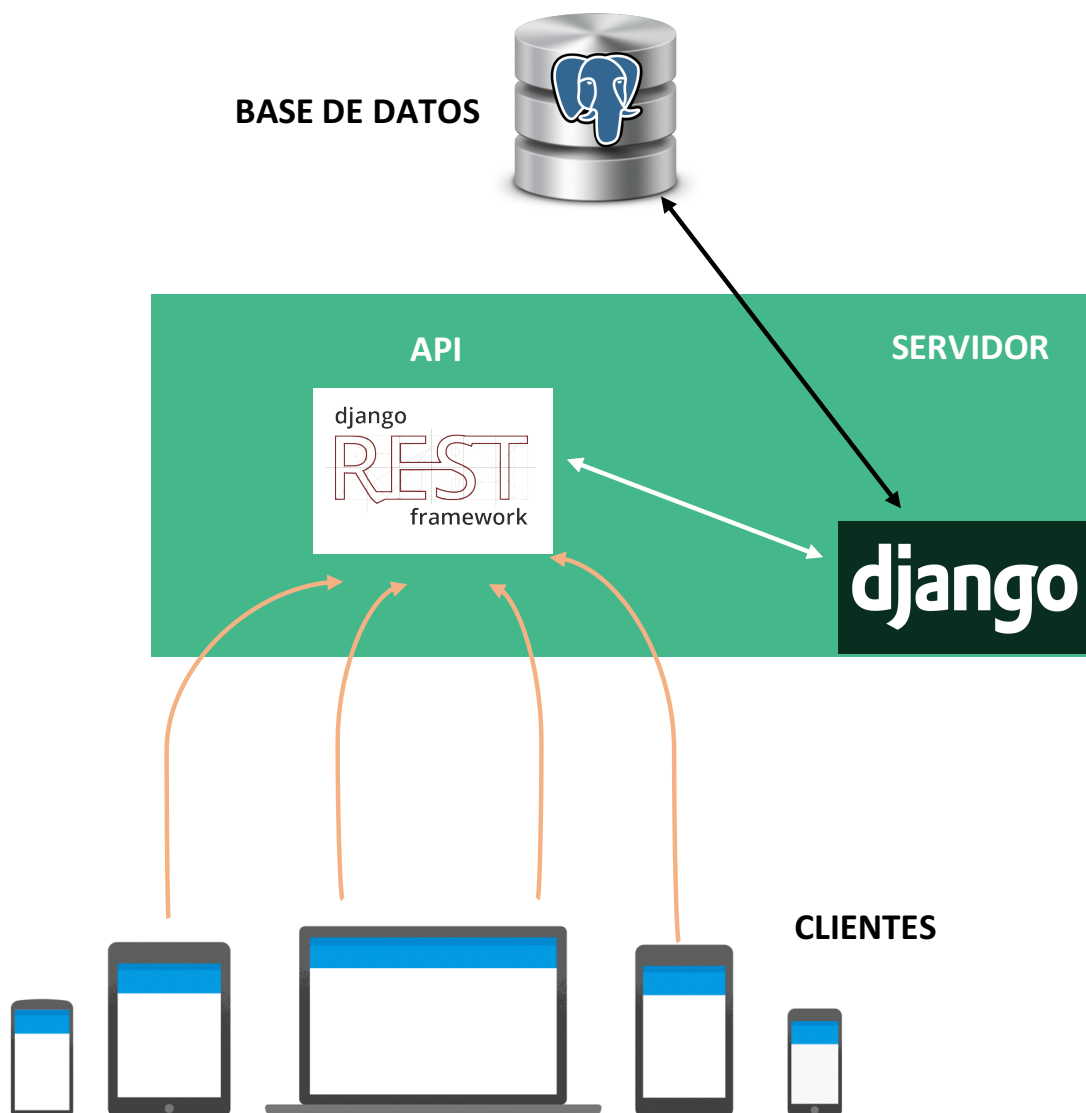 BASE DE DATOS
API
SERVIDOR
django
REST
framework
django
CLIENTES